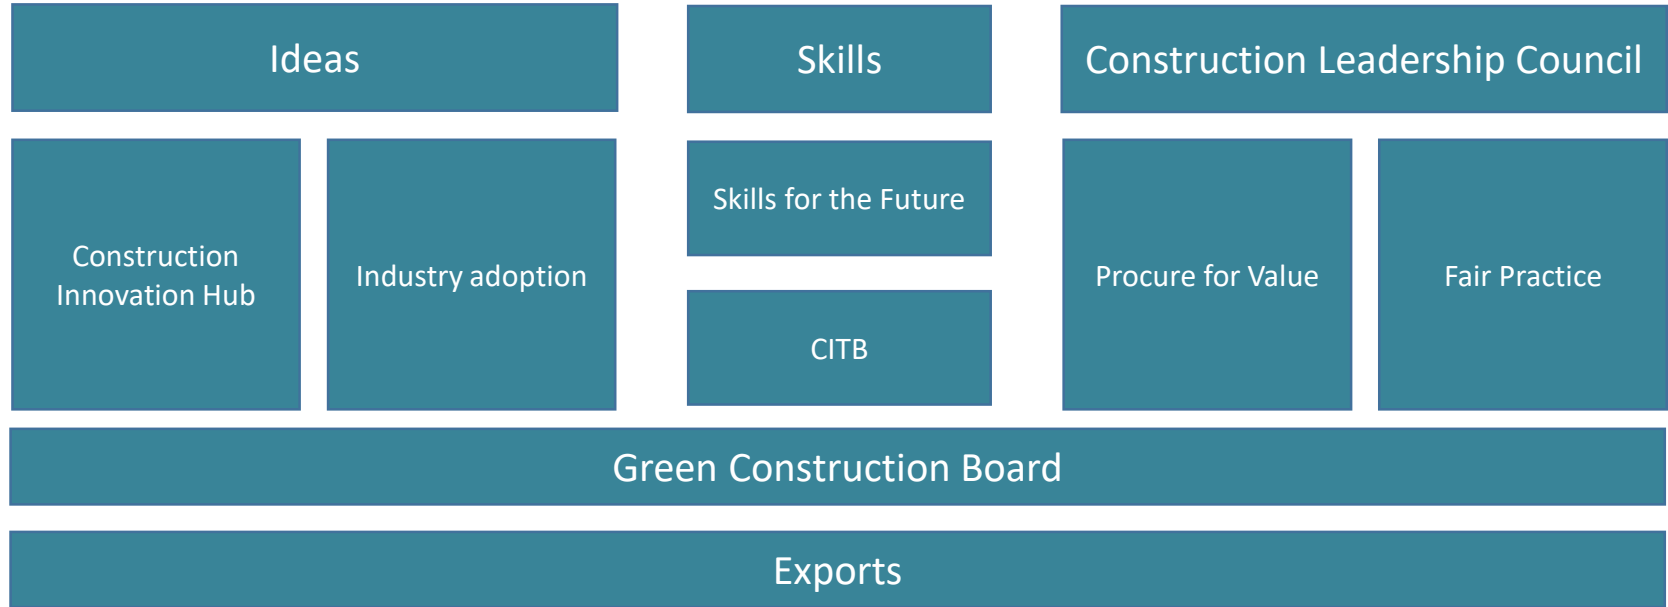 Ideas
Skills
Construction Leadership Council
Construction
Innovation Hub
Industry adoption
Skills for the Future
CITB
Procure for Value
Fair Practice
Green Construction Board
Exports